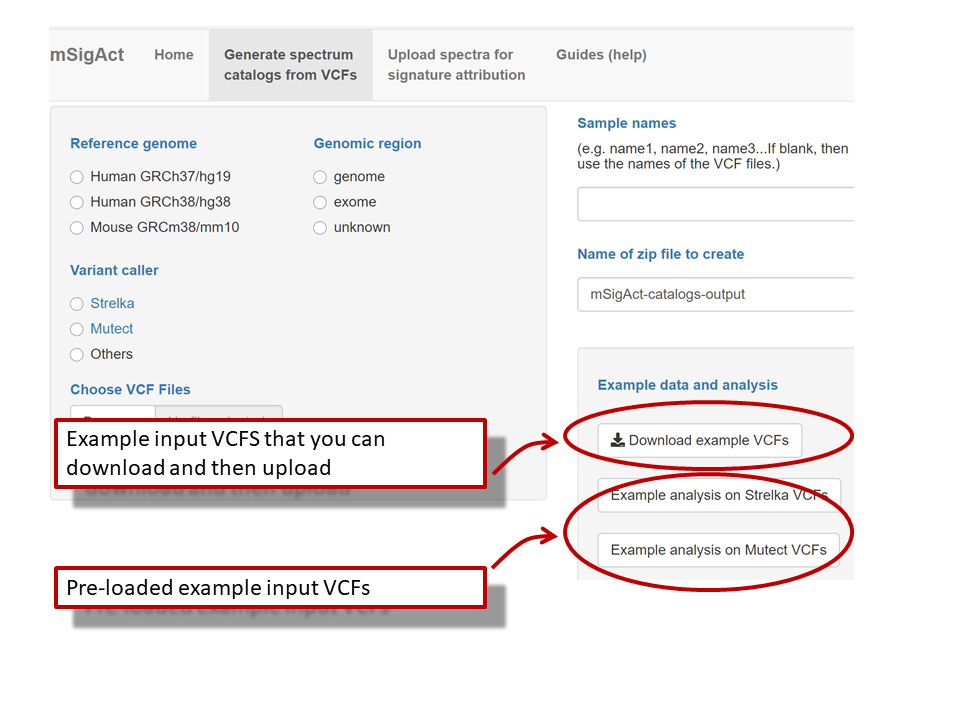 mSigAct
Home
Generate spectrum
catalogs from VCFs
Upload spectra for
signature attribution
Guides (help)
Reference genome
Human GRCh37/hg19
Human GRCh38/hg38
Mouse GRCm38/mm10
Genomic region
genome
exome
unknown
Variant caller
Strelka
Mutect
Others
Choose VCF Files
Sample names
(e.g. name1, name2, name3...If blank, then
use the names of the VCF files.)
Name of zip file to create
mSigAct-catalogs-output
Example data and analysis
Download example VCFs
Example analysis on Strelka VCFs
Example analysis on Mutect VCFs
Example input VCFS that you can
download and then upload
Pre-loaded example input VCFs